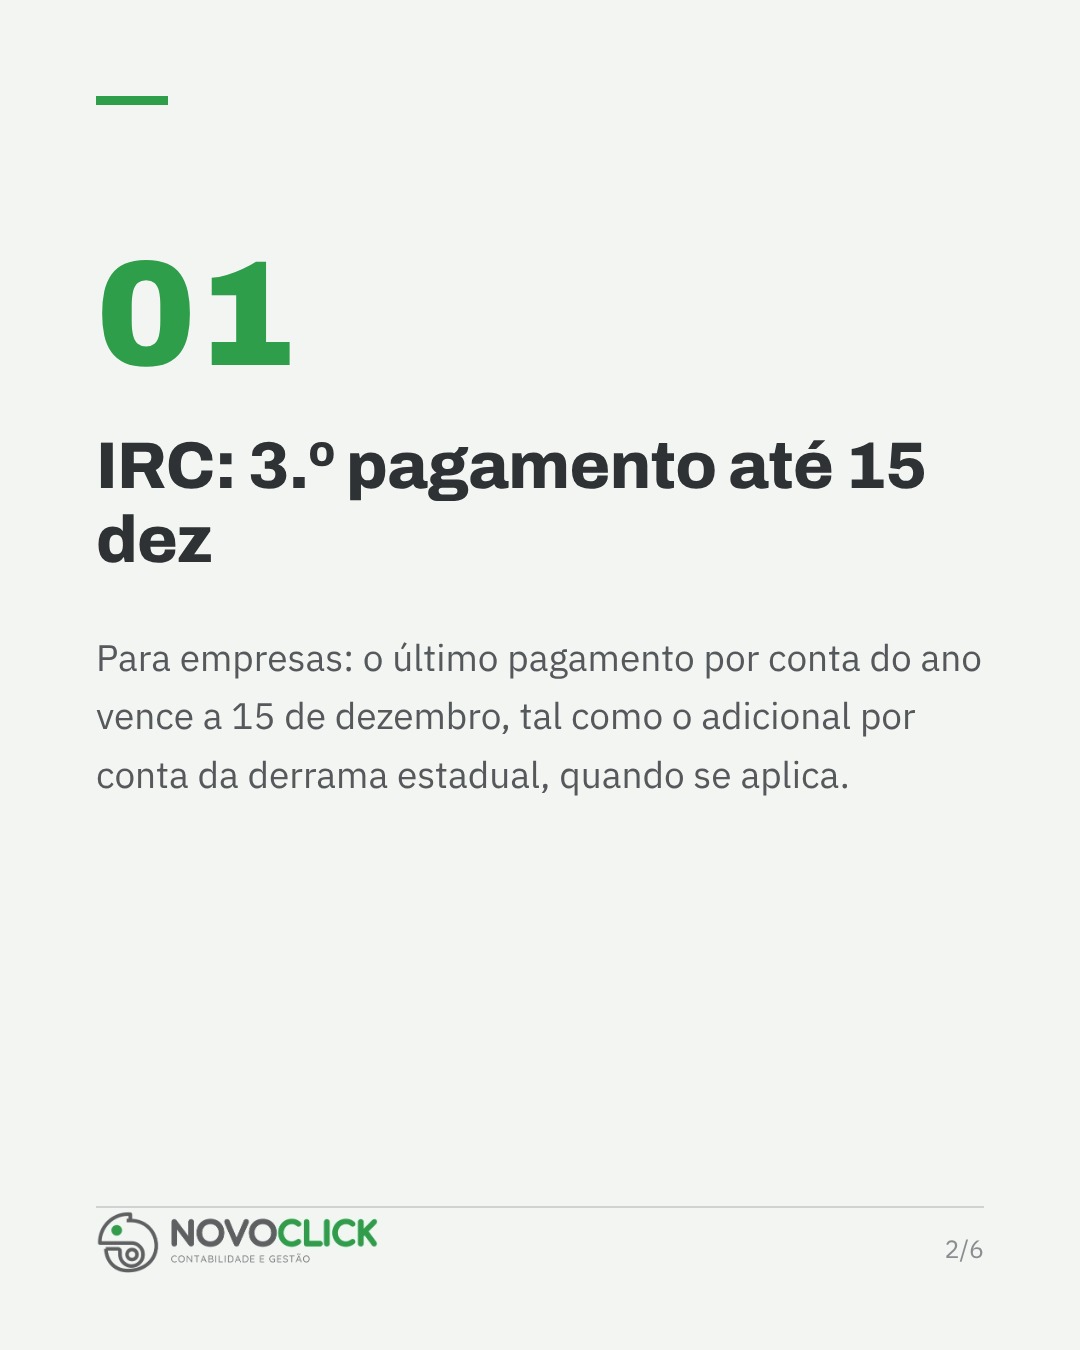 01
IRC: 3.º pagamento até 15
dez
Para empresas: o último pagamento por conta do ano
vence a 15 de dezembro, tal como o adicional por
conta da derrama estadual, quando se aplica.
NOVOCLICK
CONTABILIDADE E GESTÃO
2/6